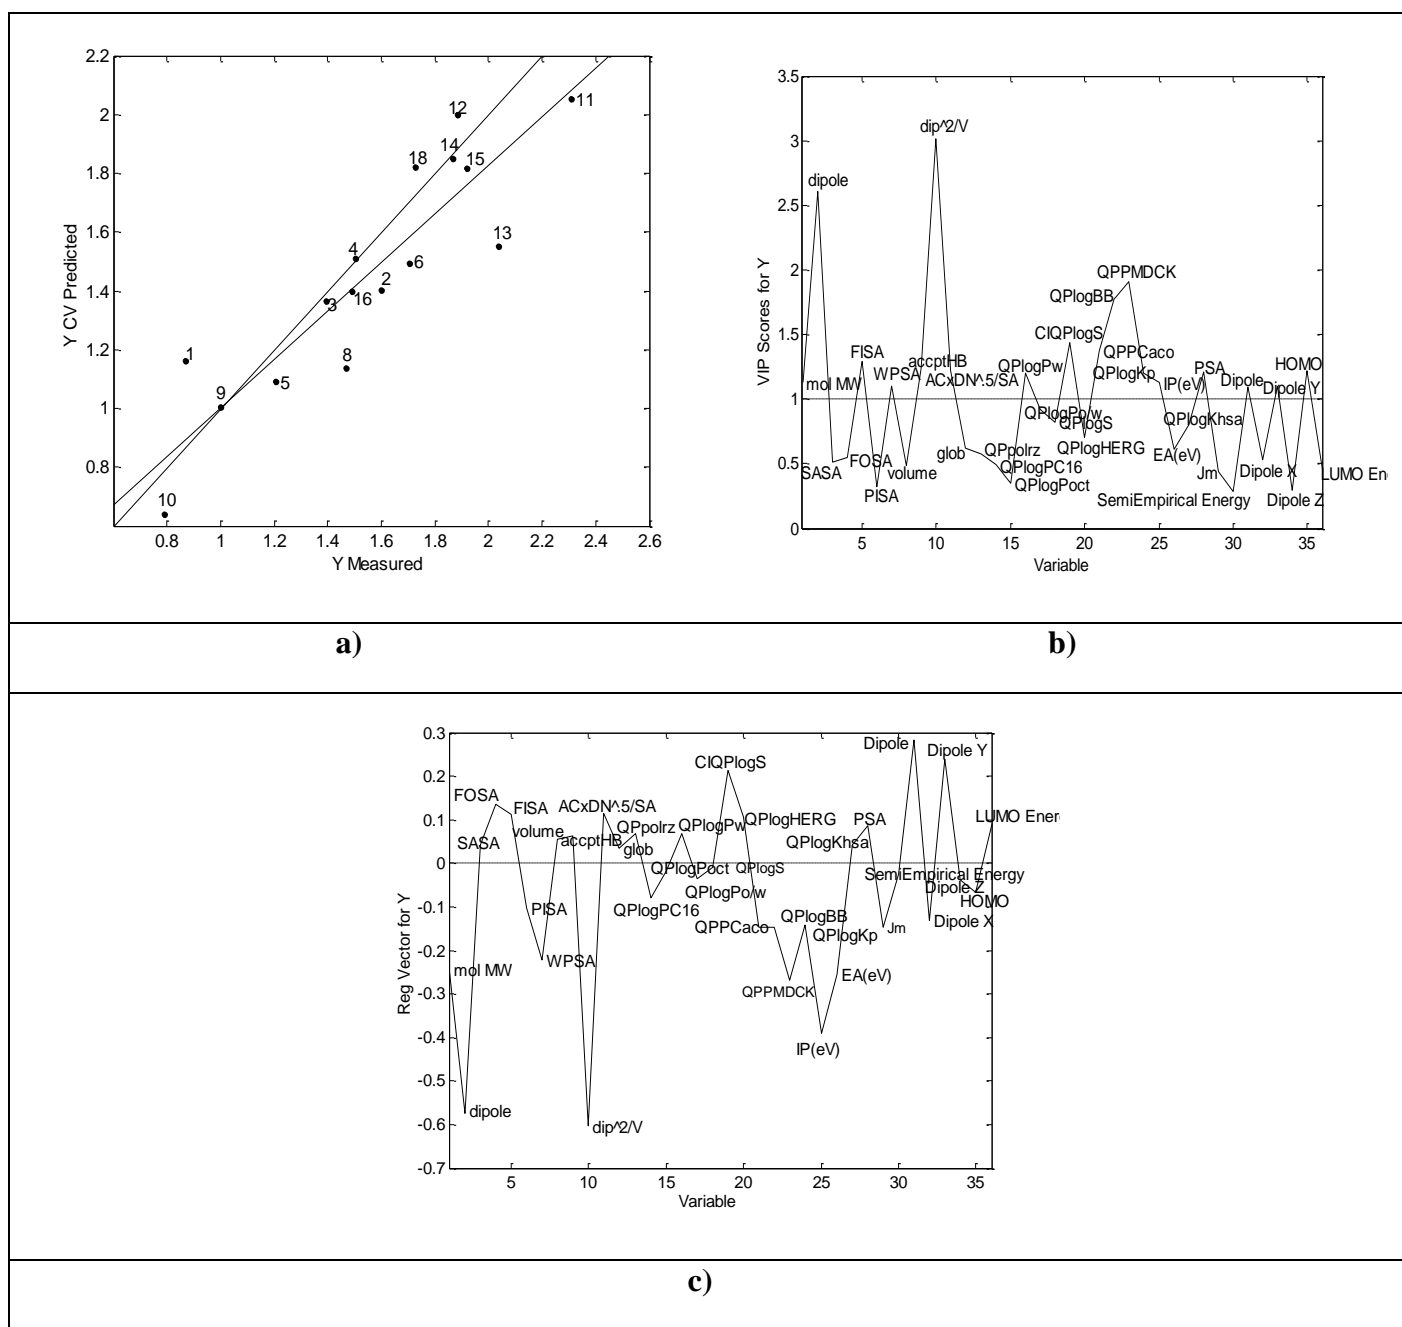 2.2
2
1.8
1.6
1.4
1.2
1
0.8
Y CV Predicted
12
11
14
15
18
13
4
6
2
3
16
1
8
5
9
10
0.8 1 1.2 1.4 1.6 1.8 2 2.2 2.4 2.6
Y Measured
a)
3.5
3
2.5
2
1.5
1
0.5
0
VIP Scores for Y
dip^2/V
dipole
QPPMDCK
QPlogBB
CIQPlogS
FISA
accptHB
QPlogPw
QPPCaco
HOMO
PSA
WPSA
ACxDN^.5/SA
QPlogKp
IP(eV)
Dipole
Dipole Y
mol MW
QPlogPo/w
QPlogS
QPlogKhsa
QPlogHERG
glob
QPpolrz
EA(eV)
SASA
FOSA
volume
QPlogPC16
Jm
Dipole X
LUMO En
PISA
QPlogPoct
SemiEmpirical Energy
Dipole Z
5 10 15 20 25 30 35
Variable
b)
0.3
0.2
0.1
0
-0.1
-0.2
-0.3
-0.4
-0.5
-0.6
-0.7
Reg Vector for Y
Dipole
Dipole Y
CIQPlogS
FOSA
FISA
ACxDN^.5/SA
LUMO Ener
volume
QPpolrz
QPlogPw
QPlogHERG
PSA
SASA
accptHB
glob
QPlogKhsa
QPlogPoct
QPlogS
SemiEmpirical Energy
QPlogPo/w
Dipole Z
HOMO
PISA
QPlogPC16
QPlogBB
Dipole X
QPPCaco
QPlogKp
Jm
WPSA
mol MW
EA(eV)
QPPMDCK
IP(eV)
dipole
dip^2/V
5 10 15 20 25 30 35
Variable
c)